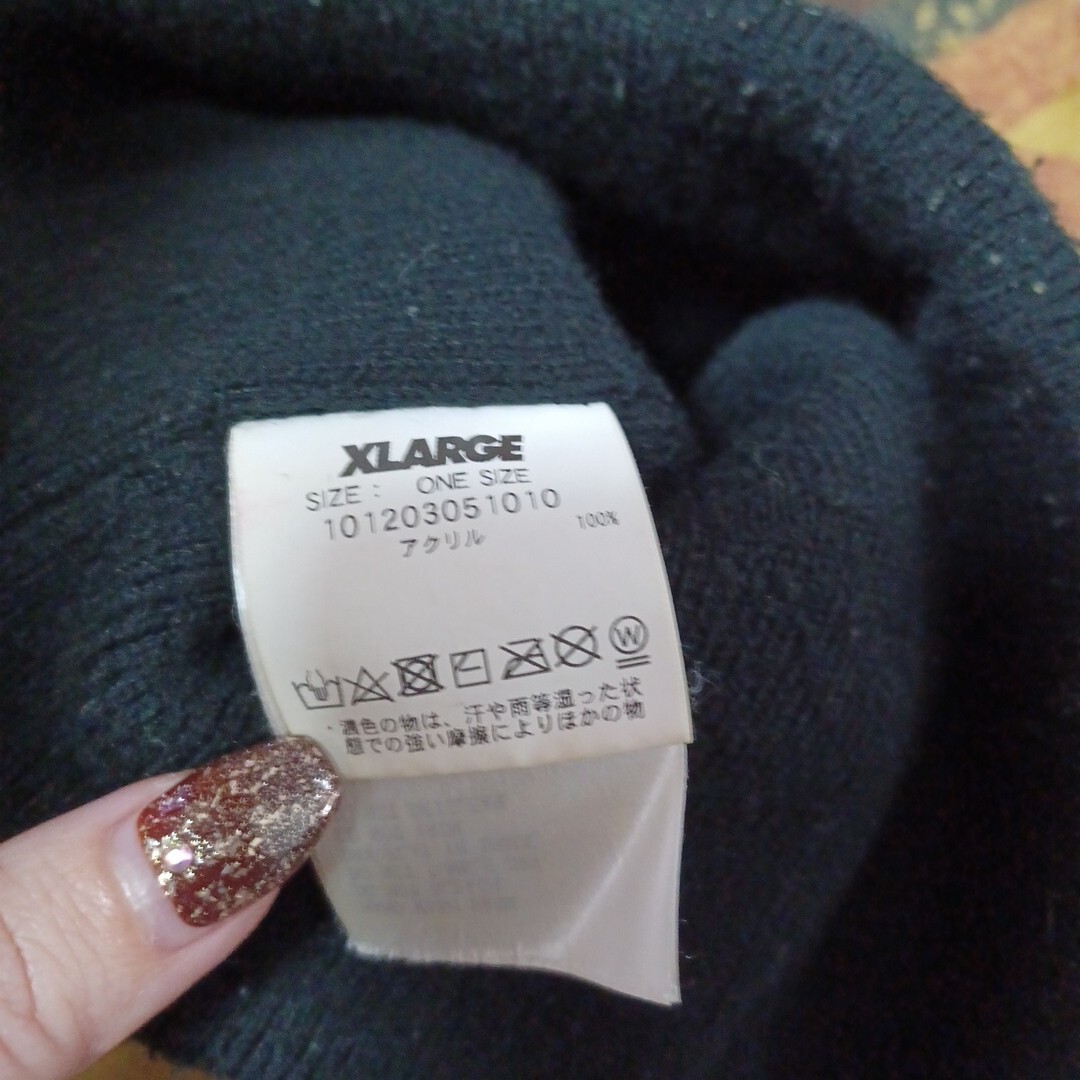 XLARGE
SIZE : ONE SIZE
101203051010
アクリル 100%
W
・濃色の物は、汗や雨等湿った状
態での強い摩擦によりほかの物